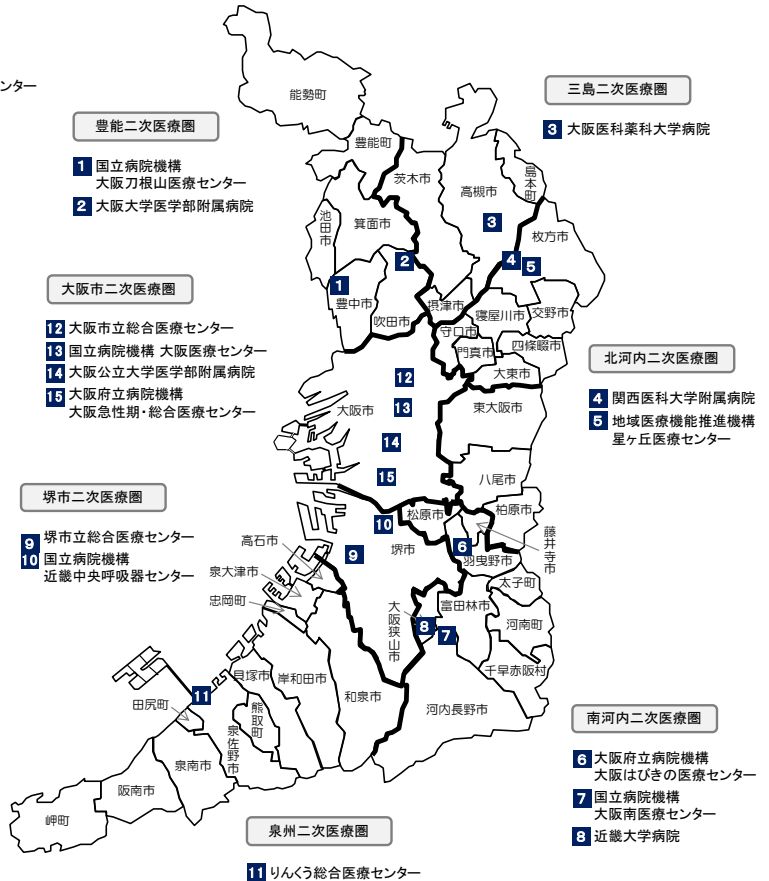 ンター
豊能二次医療圏
1 国立病院機構
大阪刀根山医療センター
2 大阪大学医学部附属病院
大阪市二次医療圏
12 大阪市立総合医療センター
13 国立病院機構 大阪医療センター
14 大阪公立大学医学部附属病院
15 大阪府立病院機構
大阪急性期・総合医療センター
堺市二次医療圏
9 堺市立総合医療センター
10 国立病院機構
近畿中央呼吸器センター
三島二次医療圏
3 大阪医科薬科大学病院
北河内二次医療圏
4 関西医科大学附属病院
5 地域医療機能推進機構
星ヶ丘医療センター
南河内二次医療圏
6 大阪府立病院機構
大阪はびきの医療センター
7 国立病院機構
大阪南医療センター
8 近畿大学病院
泉州二次医療圏
11 りんくう総合医療センター
能勢町
豊能町
茨木市
高槻市
島本町
池田市
箕面市
3
枚方市
2
4
5
1
豊中市
吹田市
摂津市
寝屋川市
交野市
守口市
門真市
四條畷市
大東市
12
大阪市
13
東大阪市
14
15
八尾市
柏原市
松原市
10
藤井寺市
高石市
9
堺市
6
羽曳野市
泉大津市
太子町
忠岡町
大阪狭山市
富田林市
8
7
河南町
千早赤阪村
貝塚市
岸和田市
和泉市
河内長野市
11
田尻町
熊取町
泉佐野市
泉南市
阪南市
岬町